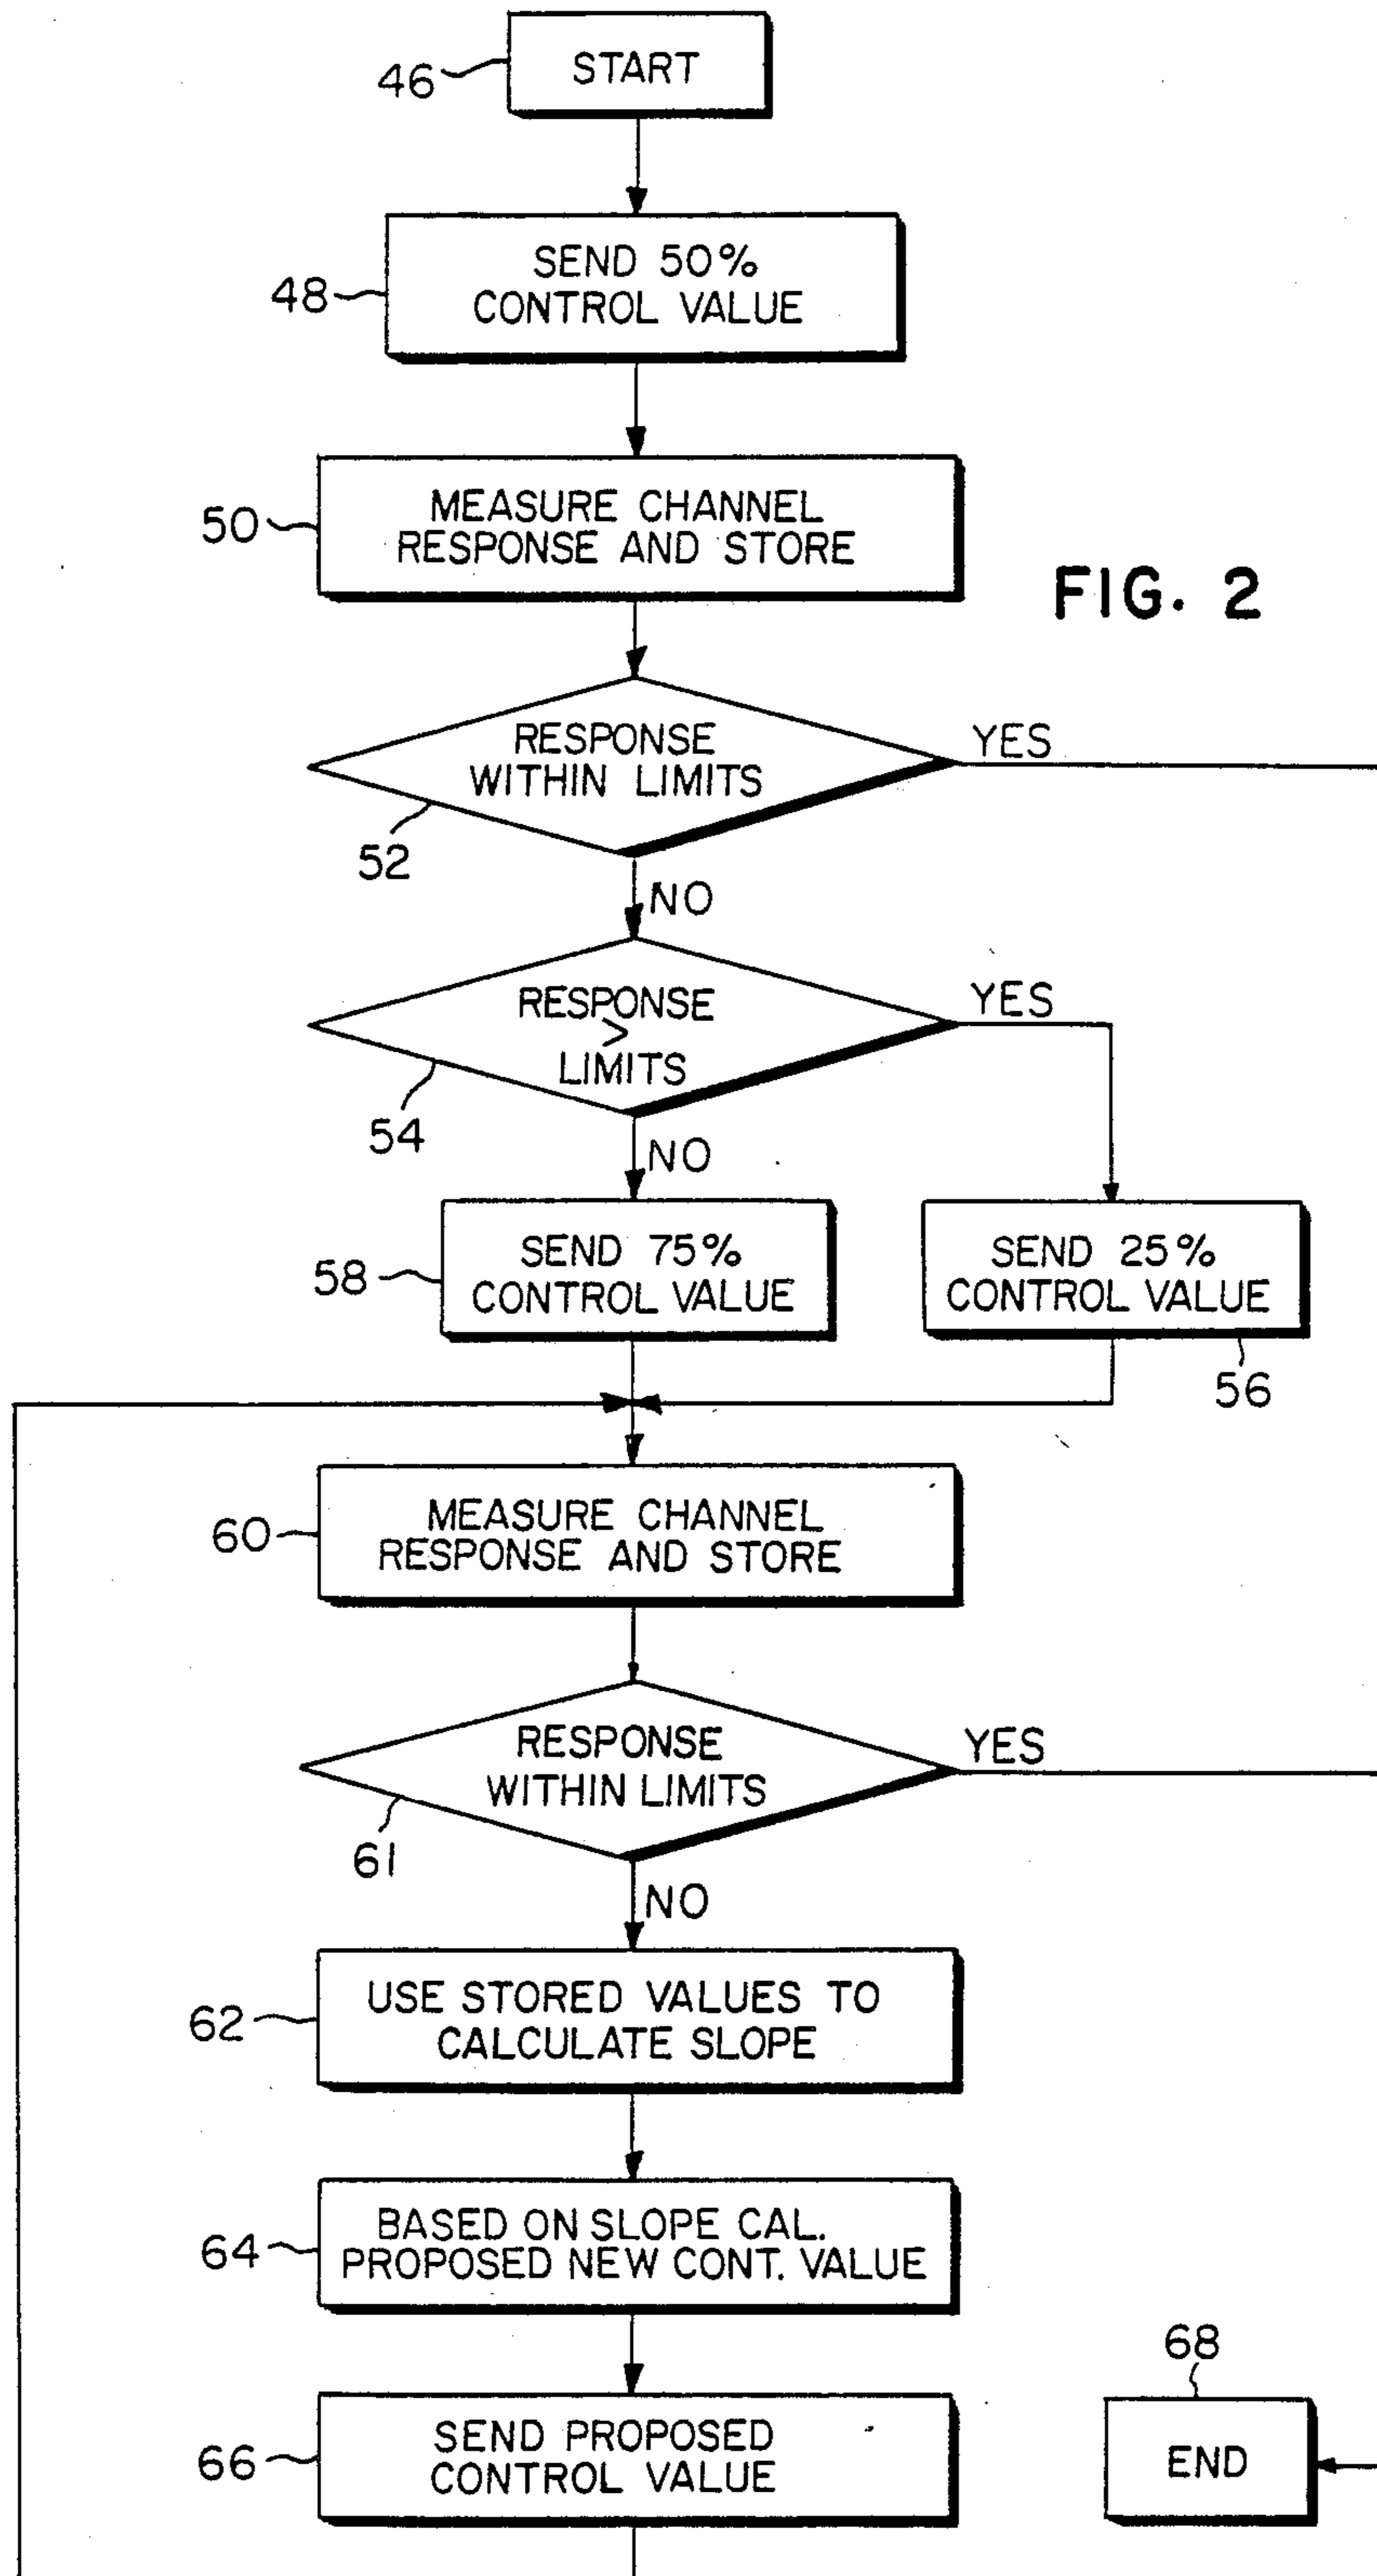 46
START
SEND 50%
CONTROL VALUE
48
MEASURE CHANNEL
RESPONSE AND STORE
50
FIG. 2
RESPONSE
WITHIN LIMITS
YES
52
NO
RESPONSE
>
LIMITS
YES
54
NO
SEND 75%
CONTROL VALUE
58
SEND 25%
CONTROL VALUE
56
MEASURE CHANNEL
RESPONSE AND STORE
60
RESPONSE
WITHIN LIMITS
YES
61
NO
USE STORED VALUES TO
CALCULATE SLOPE
62
BASED ON SLOPE CAL.
PROPOSED NEW CONT. VALUE
64
68
SEND PROPOSED
CONTROL VALUE
66
END